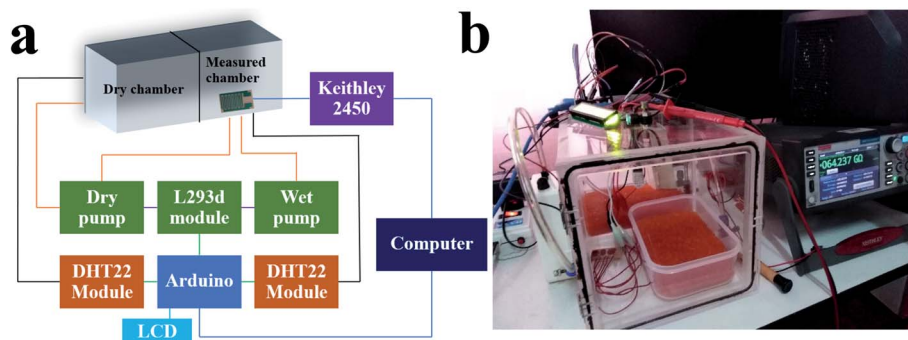 a
Dry chamber
Measured
chamber
Keithley
2450
Dry
pump
L293d
module
Wet
pump
Computer
DHT22
Module
Arduino
DHT22
Module
LCD
b
+064.237 GΩ